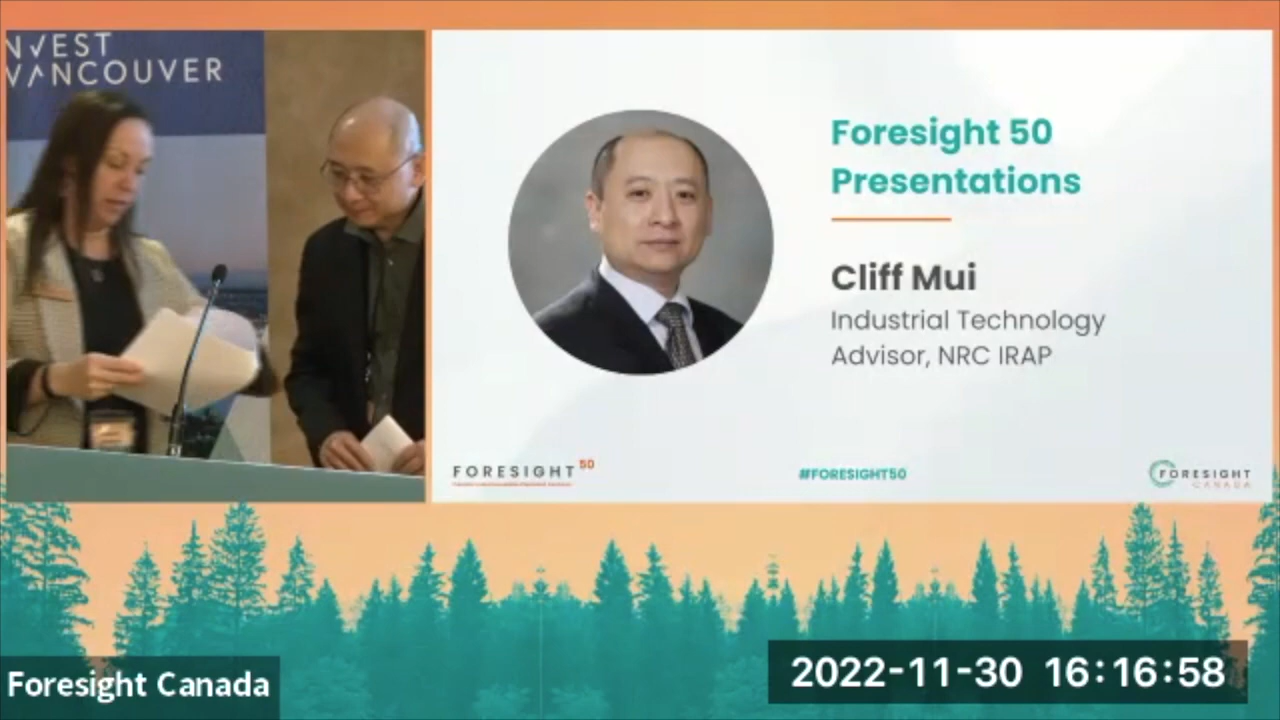 NVEST
VANCOUVER
Foresight 50
Presentations
Cliff Mui
Industrial Technology
Advisor, NRC IRAP
FORESIGHT 50
#FORESIGHT50
FORESIGHT
CANADA
Foresight Canada
2022-11-30 16:16:58